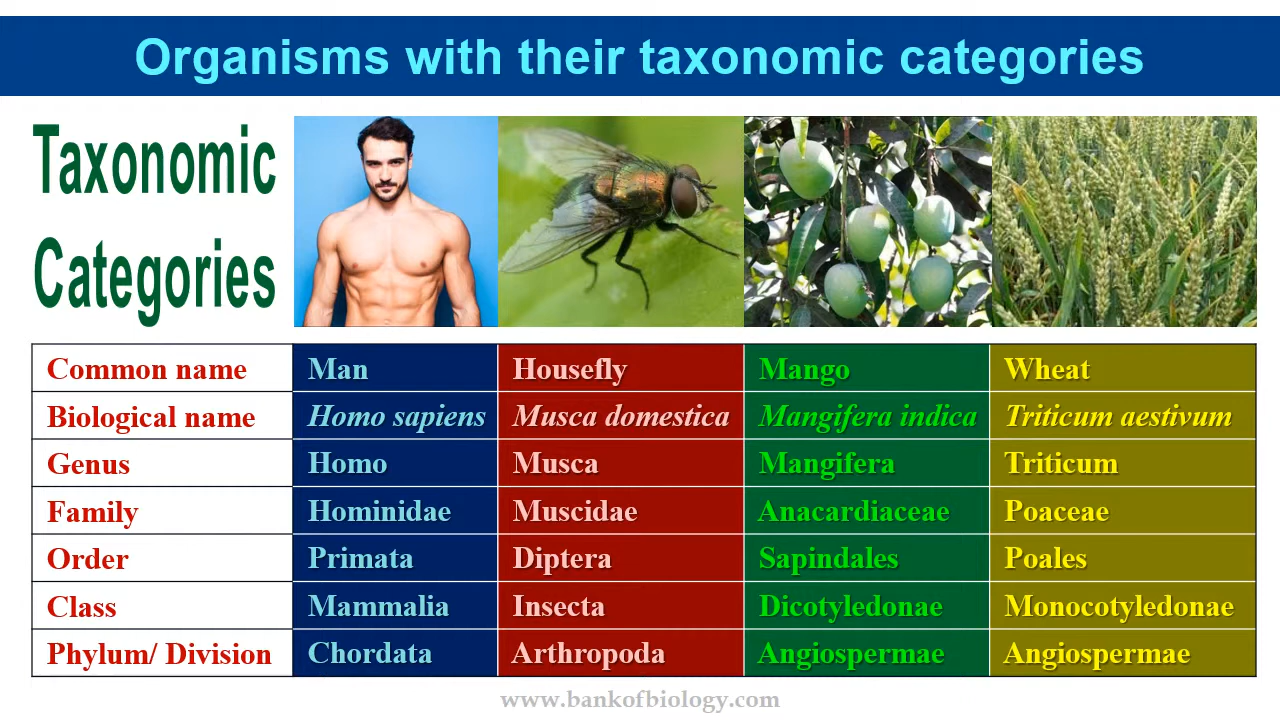 Organisms with their taxonomic categories
Taxonomic
Categories
Common name Man Housefly Mango Wheat
Biological name Homo sapiens Musca domestica Mangifera indica Triticum aestivum
Genus Homo Musca Mangifera Triticum
Family Hominidae Muscidae Anacardiaceae Poaceae
Order Primata Diptera Sapindales Poales
Class Mammalia Insecta Dicotyledonae Monocotyledonae
Phylum/ Division Chordata Arthropoda Angiospermae Angiospermae
www.bankofbiology.com